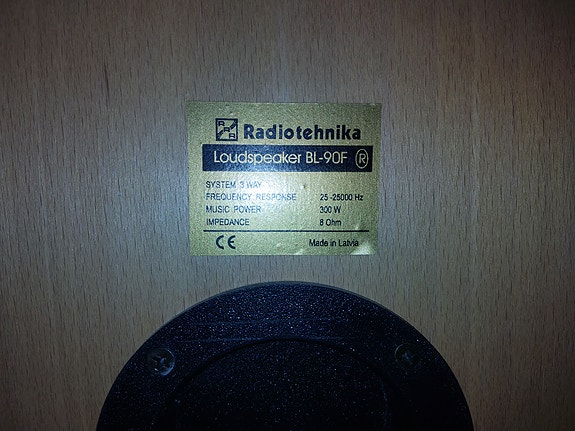 RRR Radiotehnika
Loudspeaker BL-90F ®
SYSTEM 3 WAY
FREQUENCY RESPONSE 25 -25000 Hz
MUSIC POWER 300 W
IMPEDANCE 8 Ohm
CE Made in Latvia